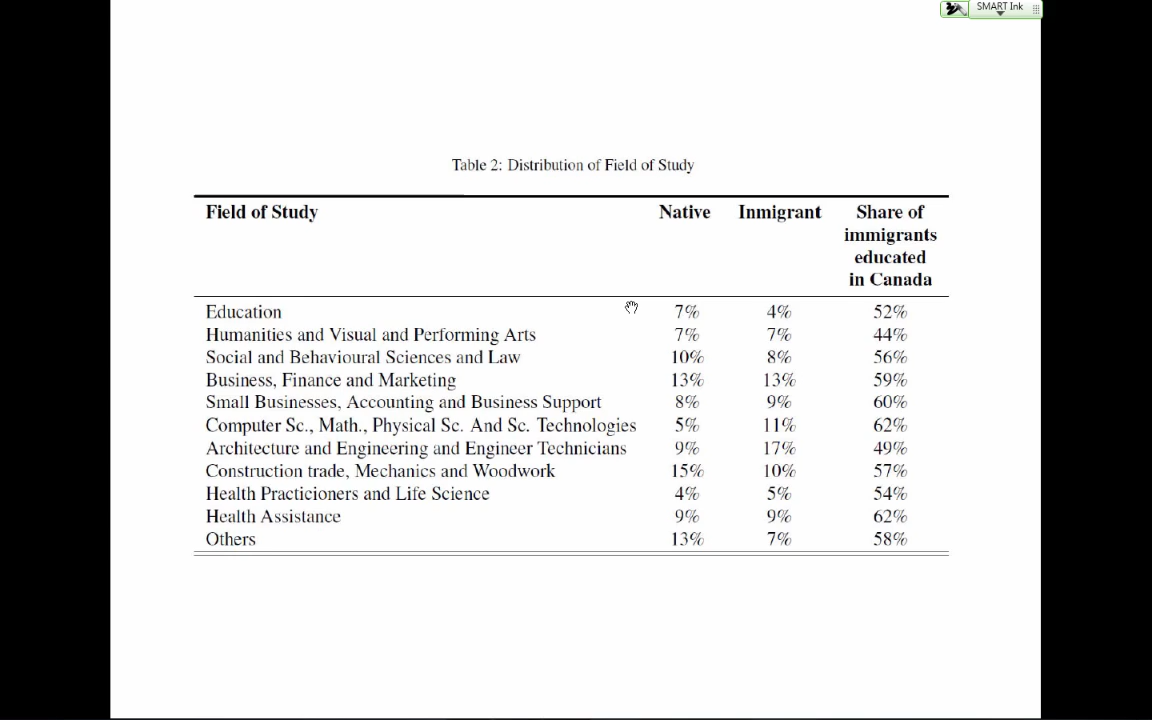 SMART Ink
Table 2: Distribution of Field of Study
Field of Study Native Inmigrant Share of
immigrants
educated
in Canada
Education 7% 4% 52%
Humanities and Visual and Performing Arts 7% 7% 44%
Social and Behavioural Sciences and Law 10% 8% 56%
Business, Finance and Marketing 13% 13% 59%
Small Businesses, Accounting and Business Support 8% 9% 60%
Computer Sc., Math., Physical Sc. And Sc. Technologies 5% 11% 62%
Architecture and Engineering and Engineer Technicians 9% 17% 49%
Construction trade, Mechanics and Woodwork 15% 10% 57%
Health Practicioners and Life Science 4% 5% 54%
Health Assistance 9% 9% 62%
Others 13% 7% 58%